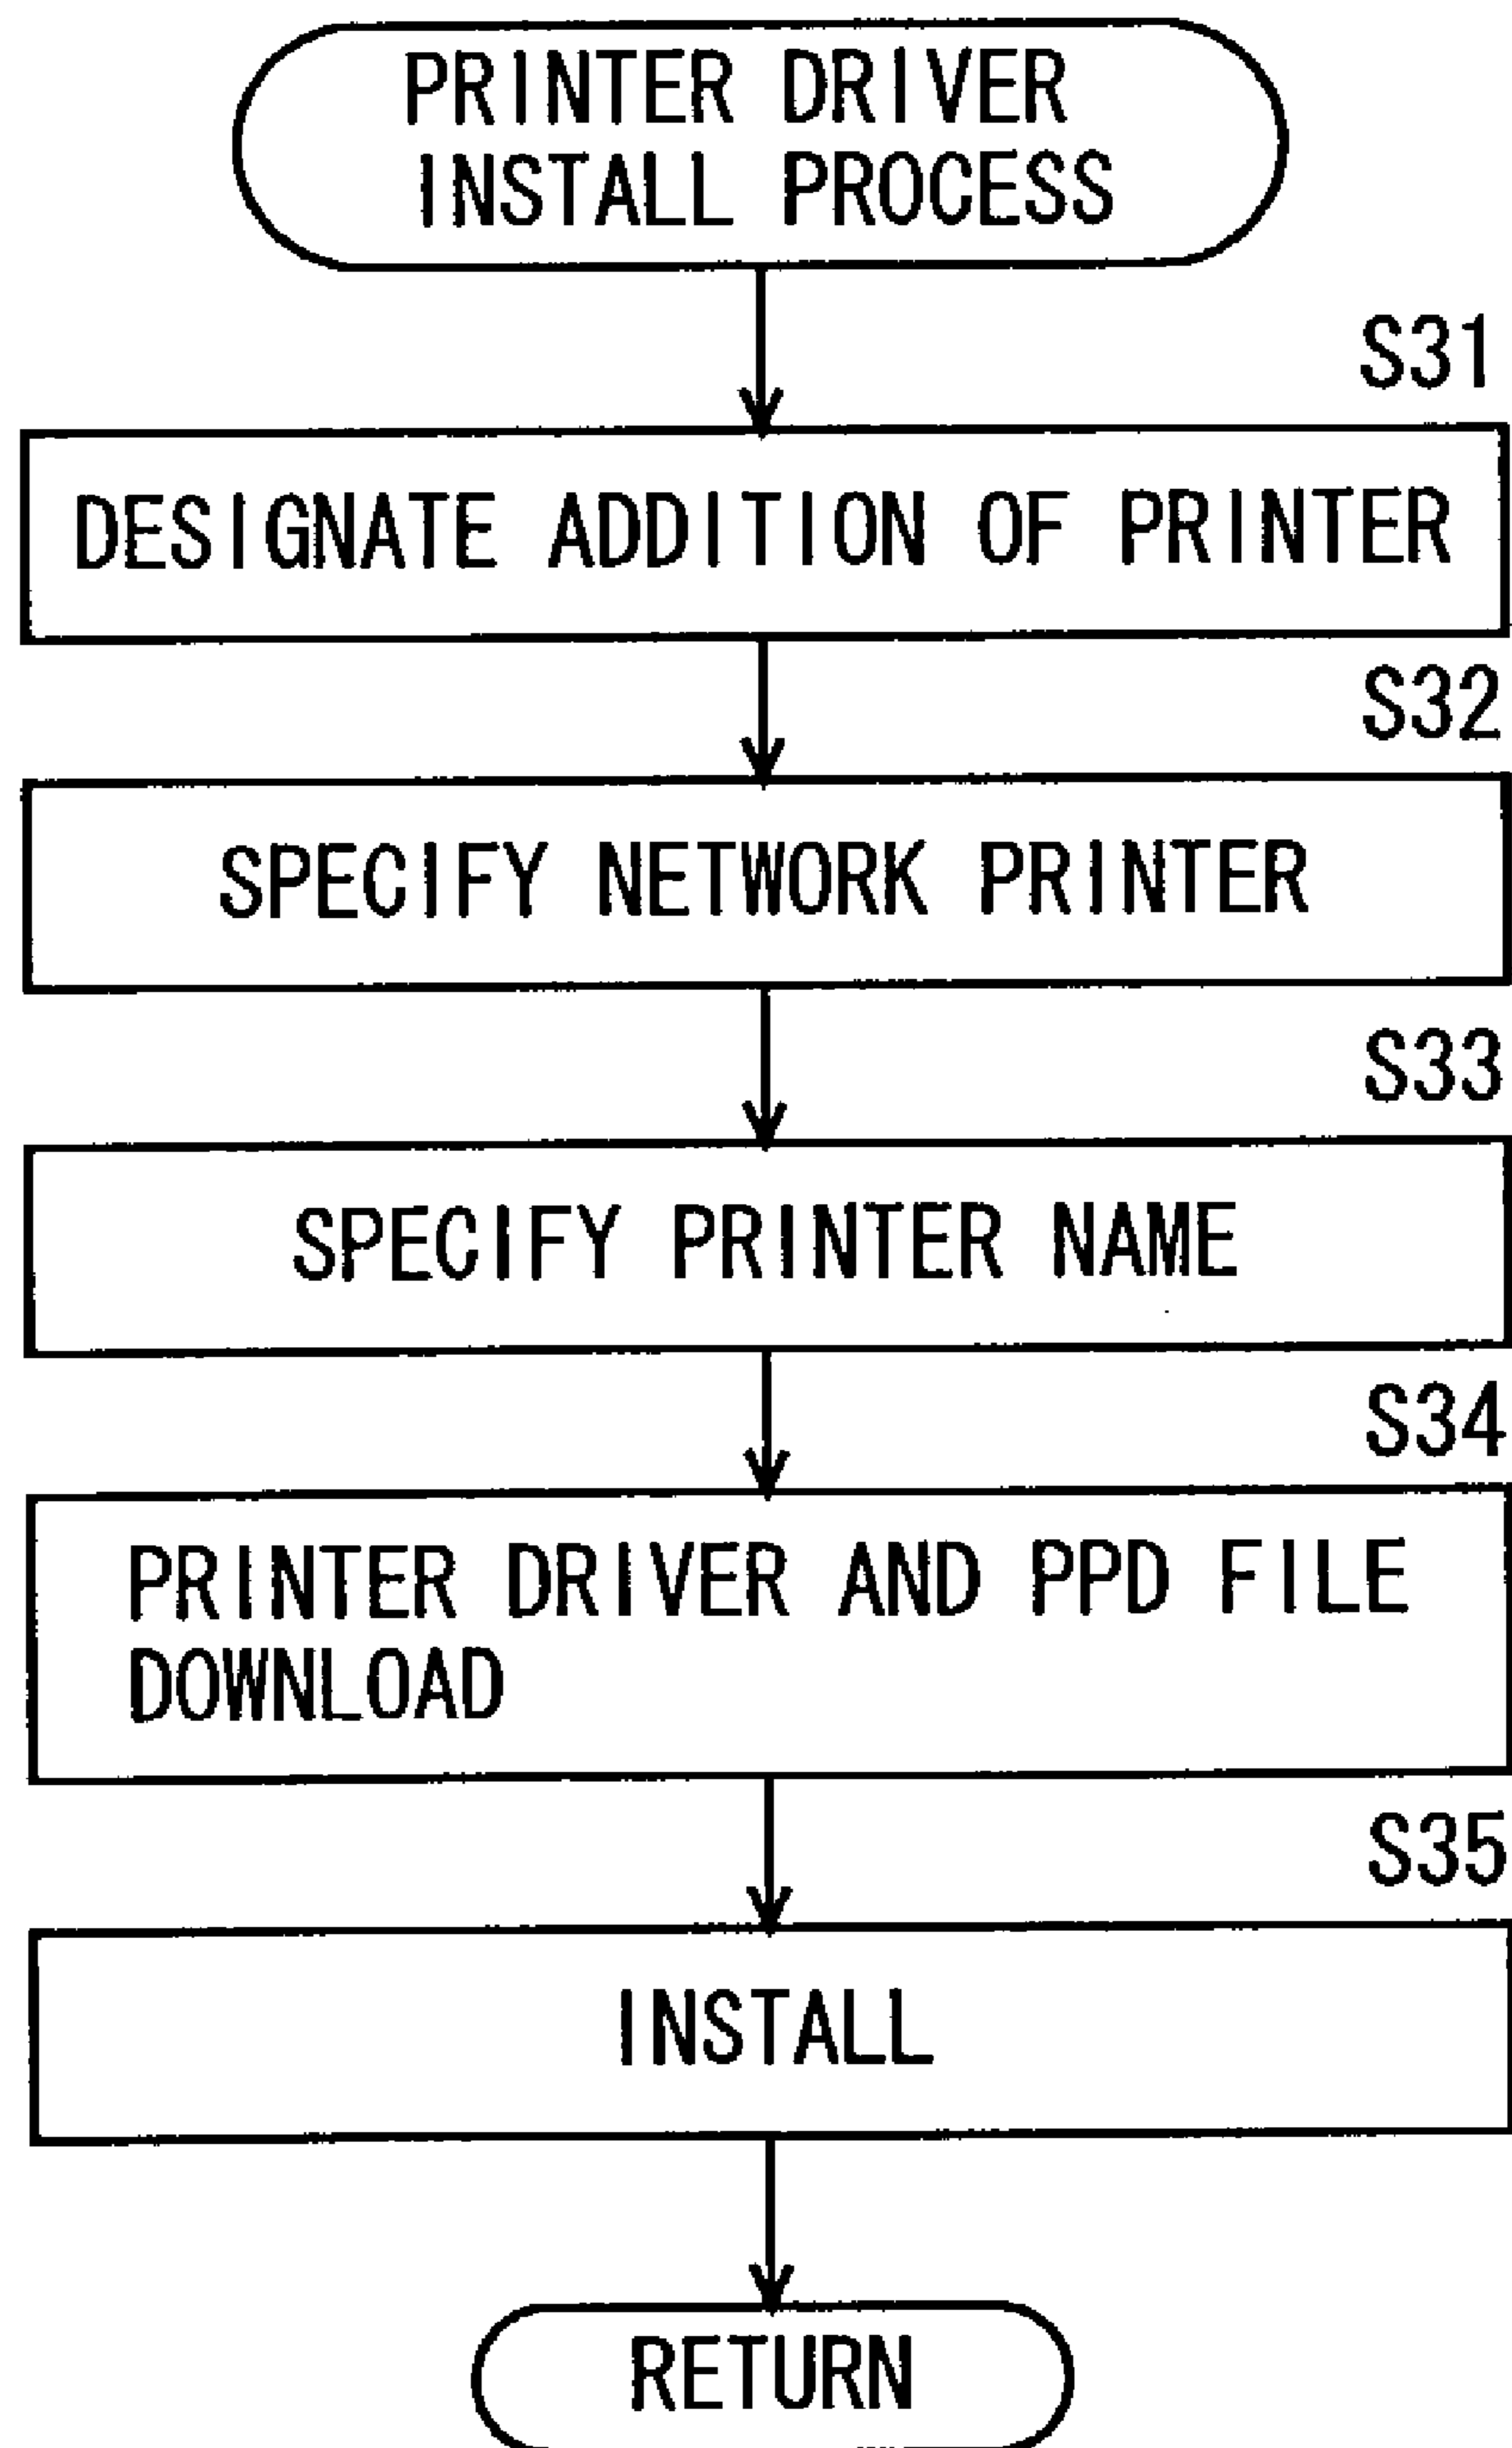 PRINTER DRIVER
INSTALL PROCESS
S31
DESIGNATE ADDITION OF PRINTER
S32
SPECIFY NETWORK PRINTER
S33
SPECIFY PRINTER NAME
S34
PRINTER DRIVER AND PPD FILE
DOWNLOAD
S35
INSTALL
RETURN